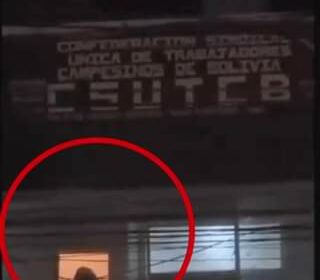 CONFEDERACION SINDICAL
UNICA DE TRABAJADORES
CAMPESINOS DE BOLIVIA
CSUTCB